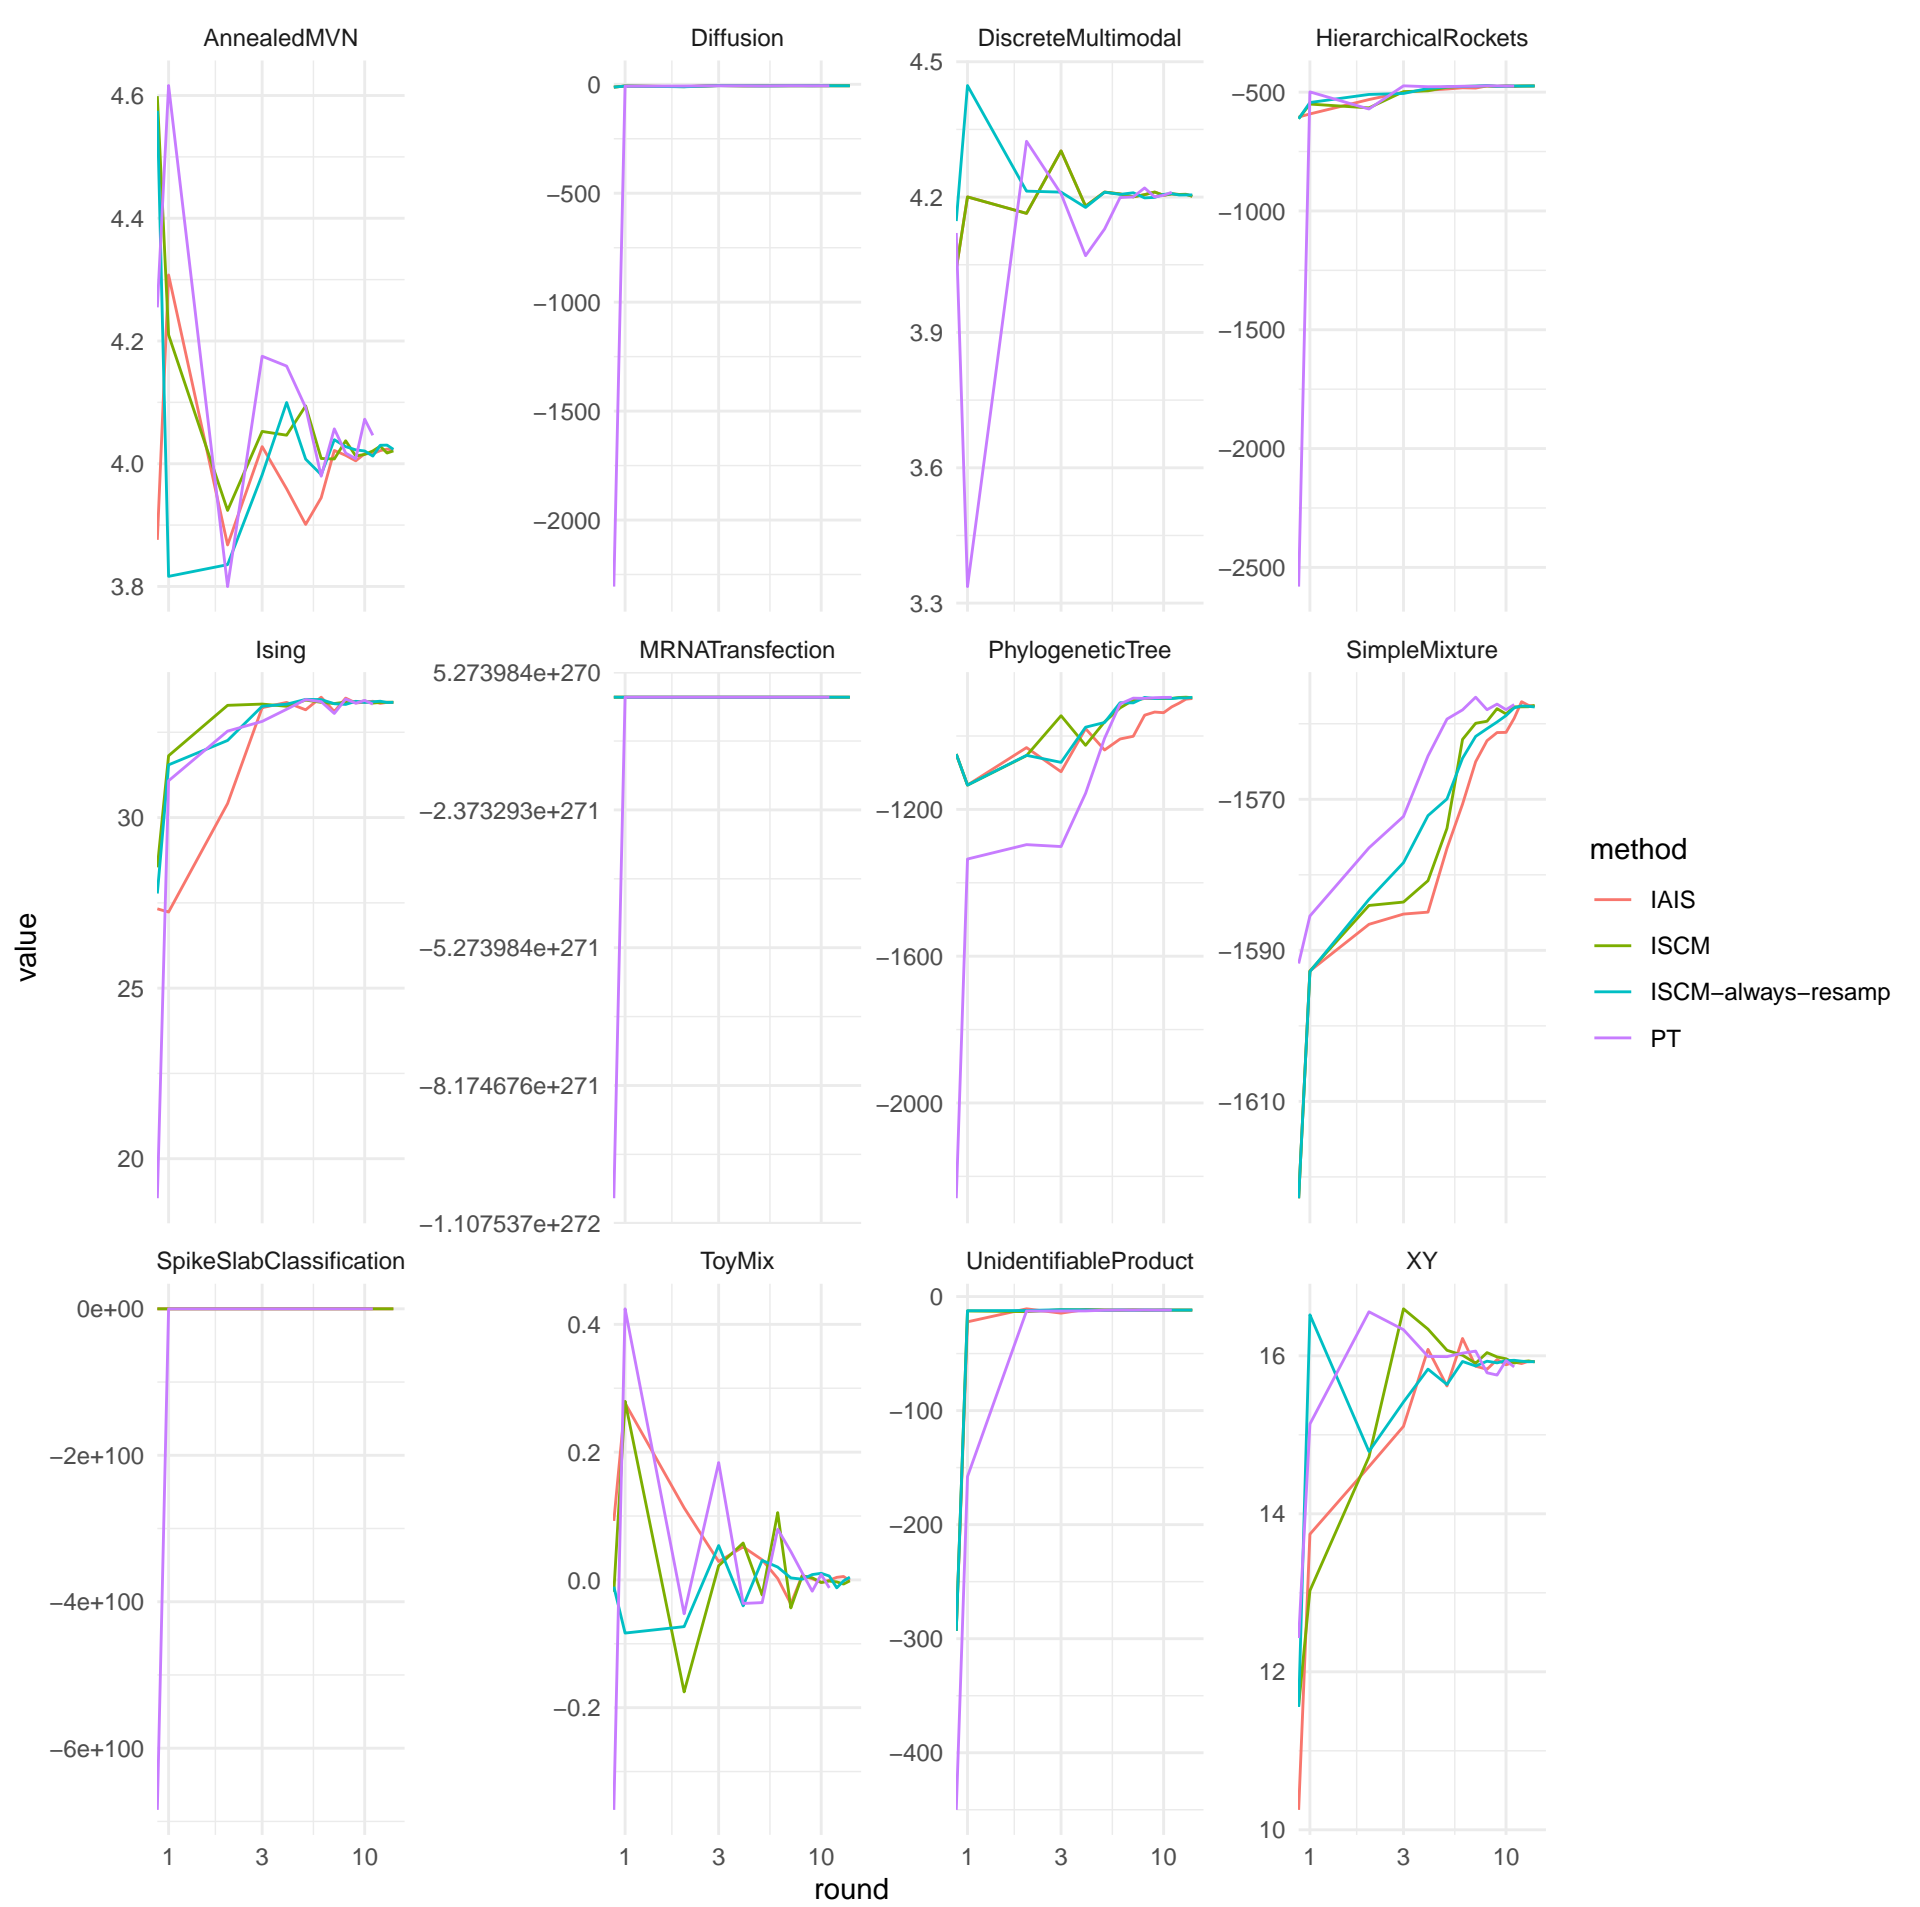 AnnealedMVN
Diffusion
DiscreteMultimodal
HierarchicalRockets
4.6
4.4
4.2
4.0
3.8
0
−500
−1000
−1500
−2000
4.5
4.2
3.9
3.6
3.3
−500
−1000
−1500
−2000
−2500
Ising
MRNATransfection
PhylogeneticTree
SimpleMixture
30
25
20
5.273984e+270
−2.373293e+271
−5.273984e+271
−8.174676e+271
−1.107537e+272
−1200
−1600
−2000
−1570
−1590
−1610
SpikeSlabClassification
ToyMix
UnidentifiableProduct
XY
0e+00
−2e+100
−4e+100
−6e+100
0.4
0.2
0.0
−0.2
0
−100
−200
−300
−400
16
14
12
10
1 3 10
1 3 10
1 3 10
1 3 10
round
value
method
IAIS
ISCM
ISCM−always−resamp
PT